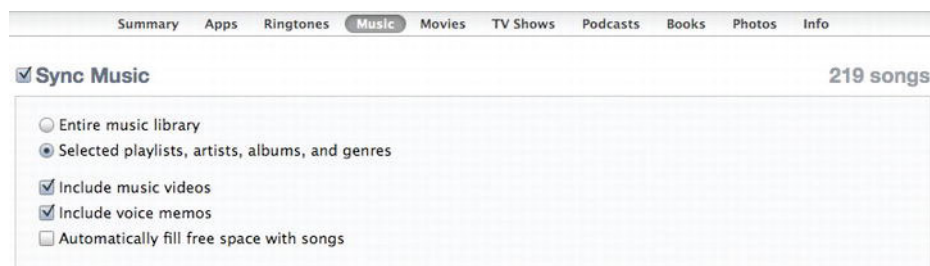 Summary Apps Ringtones Music Movies TV Shows Podcasts Books Photos Info
Sync Music 219 songs
Entire music library
Selected playlists, artists, albums, and genres
Include music videos
Include voice memos
Automatically fill free space with songs